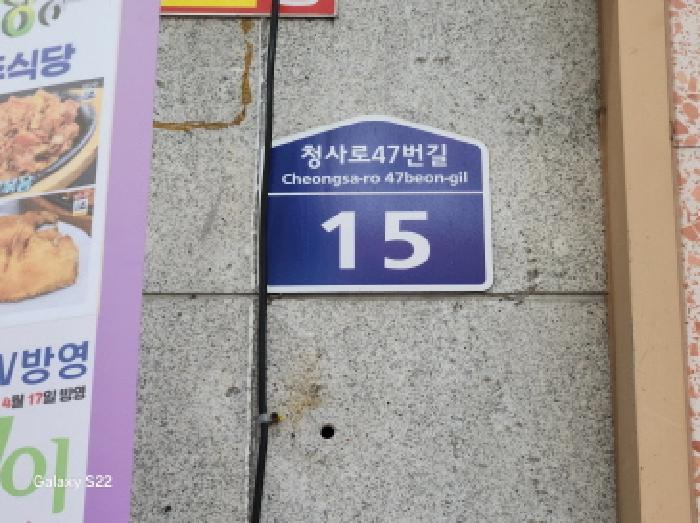 식당
방영
4월 17일 방영
이
청사로47번길
Cheongsa-ro 47beon-gil
15
Galaxy S22